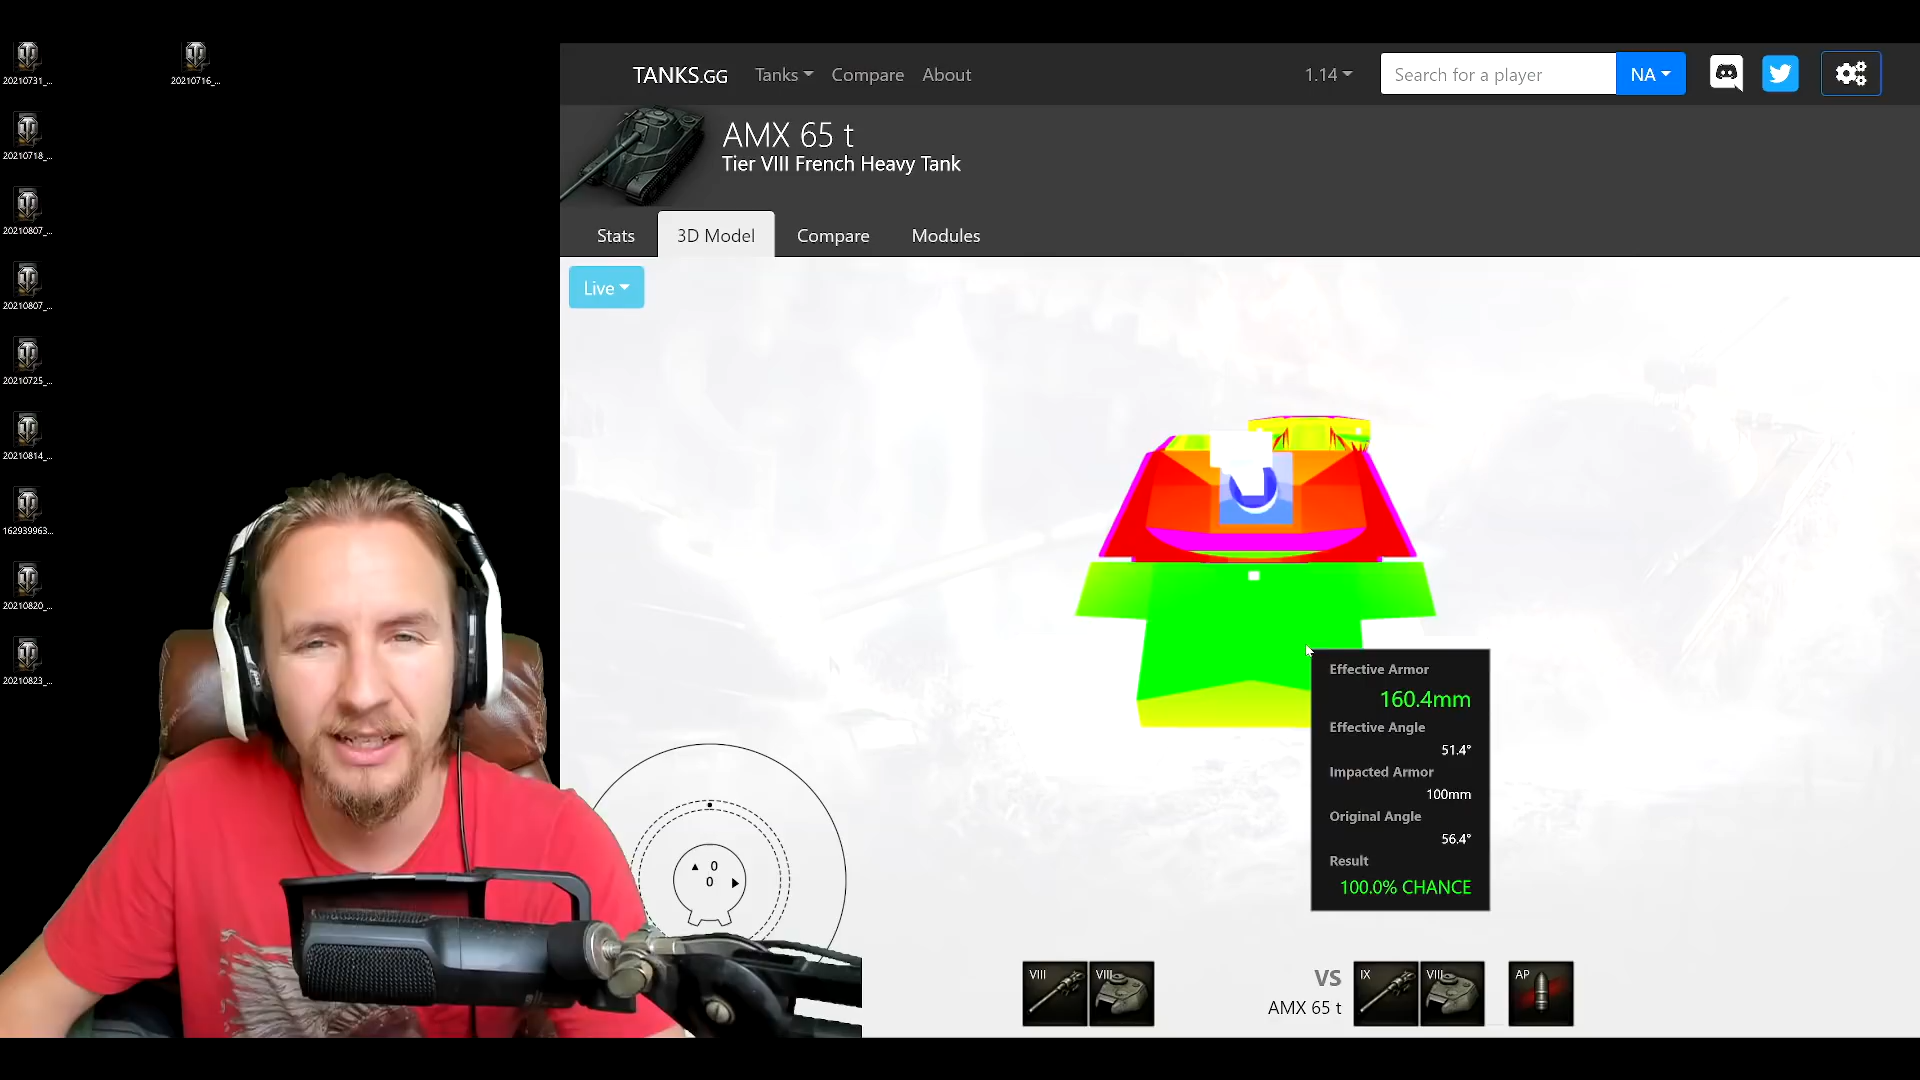 20210731_...
20210716_...
20210718_...
20210807_...
20210807_...
20210725_...
20210814_...
162939963...
20210820_...
20210823_...
TANKS.GG
Tanks
Compare
About
1.14
Search for a player
NA
AMX 65 t
Tier VIII French Heavy Tank
Stats
3D Model
Compare
Modules
Live
Effective Armor
160.4mm
Effective Angle
51.4°
Impacted Armor
100mm
Original Angle
56.4°
Result
100.0% CHANCE
0
0
VIII
VIII
VS
AMX 65 t
IX
VIII
AP